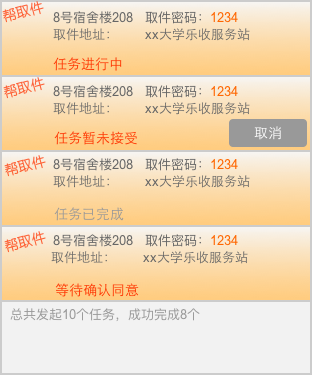 帮取件
8号宿舍楼208 取件密码：1234
取件地址： xx大学乐收服务站
任务进行中
帮取件
8号宿舍楼208 取件密码：1234
取件地址： xx大学乐收服务站
任务暂未接受
取消
帮取件
8号宿舍楼208 取件密码：1234
取件地址： xx大学乐收服务站
任务已完成
帮取件
8号宿舍楼208 取件密码：1234
取件地址： xx大学乐收服务站
等待确认同意
总共发起10个任务，成功完成8个